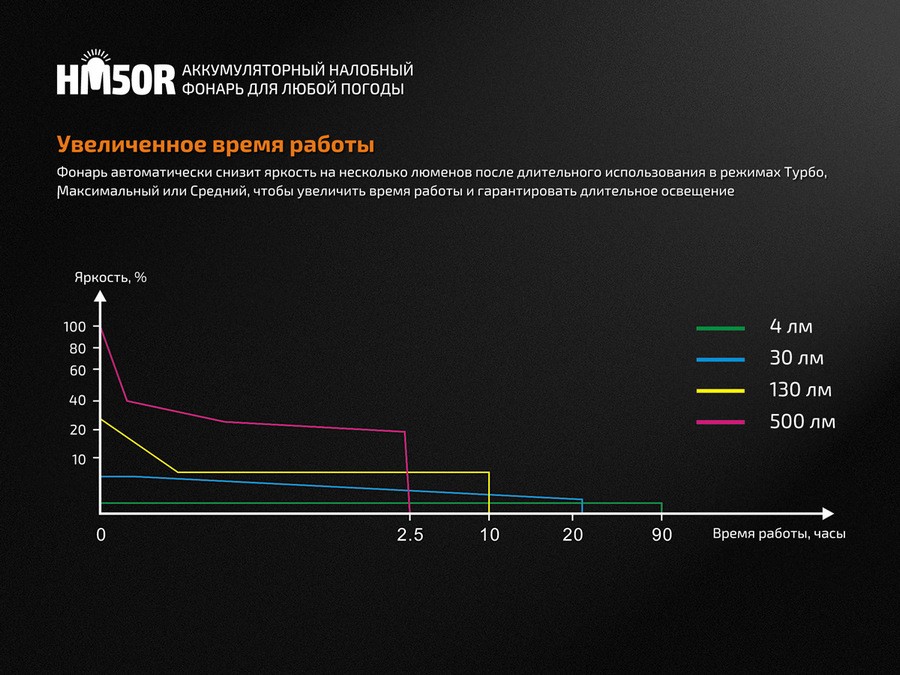 HM50R
АККУМУЛЯТОРНЫЙ НАЛОБНЫЙ
ФОНАРЬ ДЛЯ ЛЮБОЙ ПОГОДЫ
Увеличенное время работы
Фонарь автоматически снизит яркость на несколько люменов после длительного использования в режимах Турбо,
Максимальный или Средний, чтобы увеличить время работы и гарантировать длительное освещение
Яркость, %
100
80
60
40
20
10
4 лм
30 лм
130 лм
500 лм
0 2.5 10 20 90 Время работы, часы